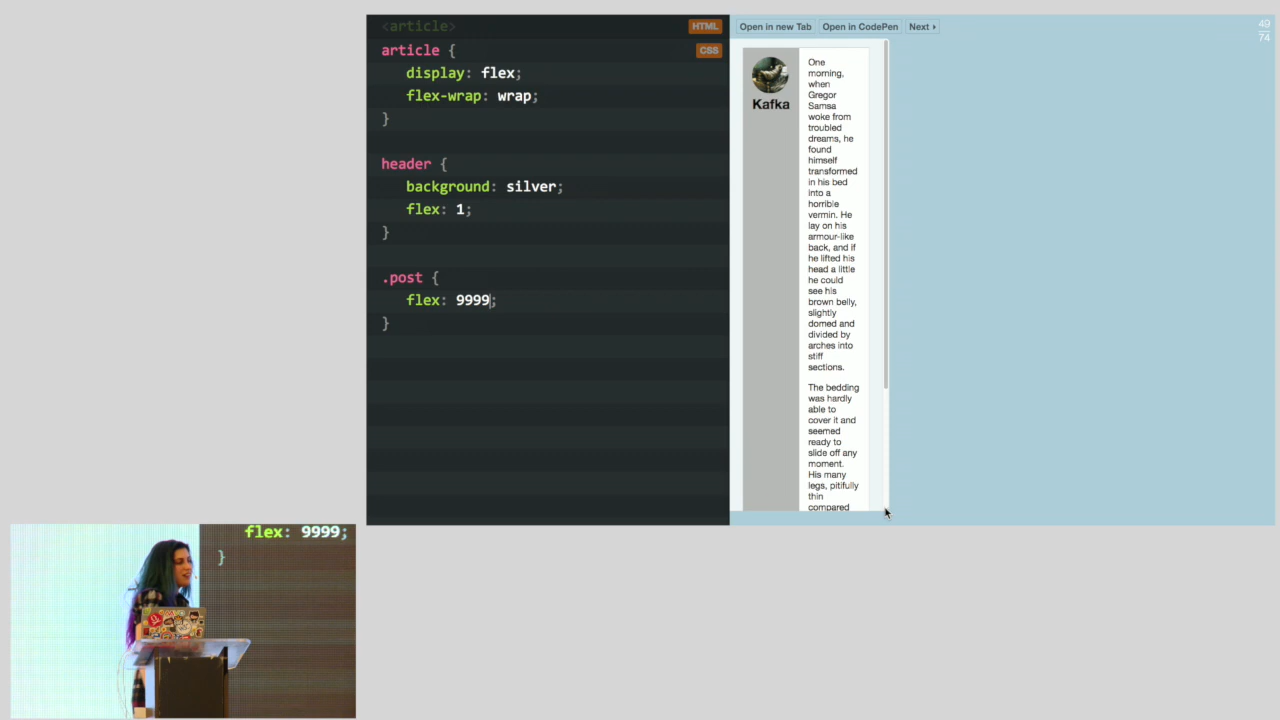 <article>
HTML
article {
CSS
display: flex;
flex-wrap: wrap;
}
header {
background: silver;
flex: 1;
}
.post {
flex: 9999;
}
Open in new Tab
Open in CodePen
Next ▸
49
74
Kafka
One
morning,
when
Gregor
Samsa
woke from
troubled
dreams, he
found
himself
transformed
in his bed
into a
horrible
vermin. He
lay on his
armour-like
back, and if
he lifted his
head a little
he could
see his
brown belly,
slightly
domed and
divided by
arches into
stiff
sections.
The bedding
was hardly
able to
cover it and
seemed
ready to
slide off any
moment.
His many
legs, pitifully
thin
compared
flex: 9999;
}